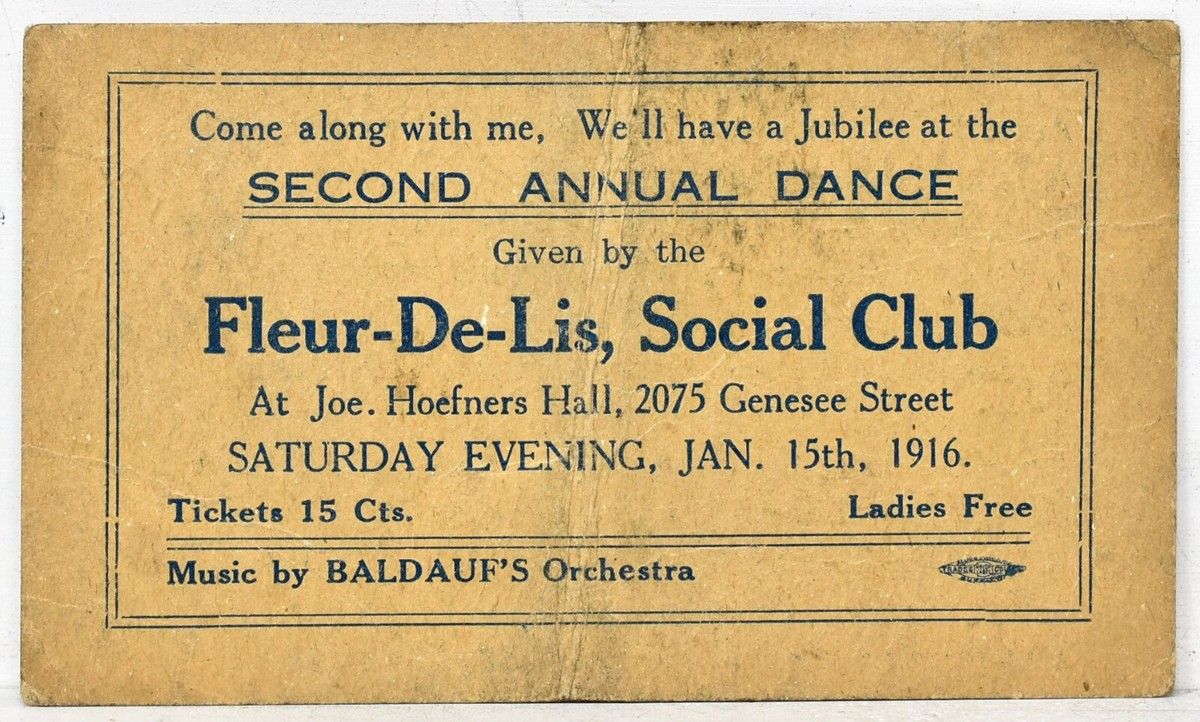 Come along with me, We'll have a Jubilee at the
SECOND ANNUAL DANCE
Given by the
Fleur-De-Lis, Social Club
At Joe. Hoefners Hall, 2075 Genesee Street
SATURDAY EVENING, JAN. 15th, 1916.
Tickets 15 Cts.
Ladies Free
Music by BALDAUF'S Orchestra